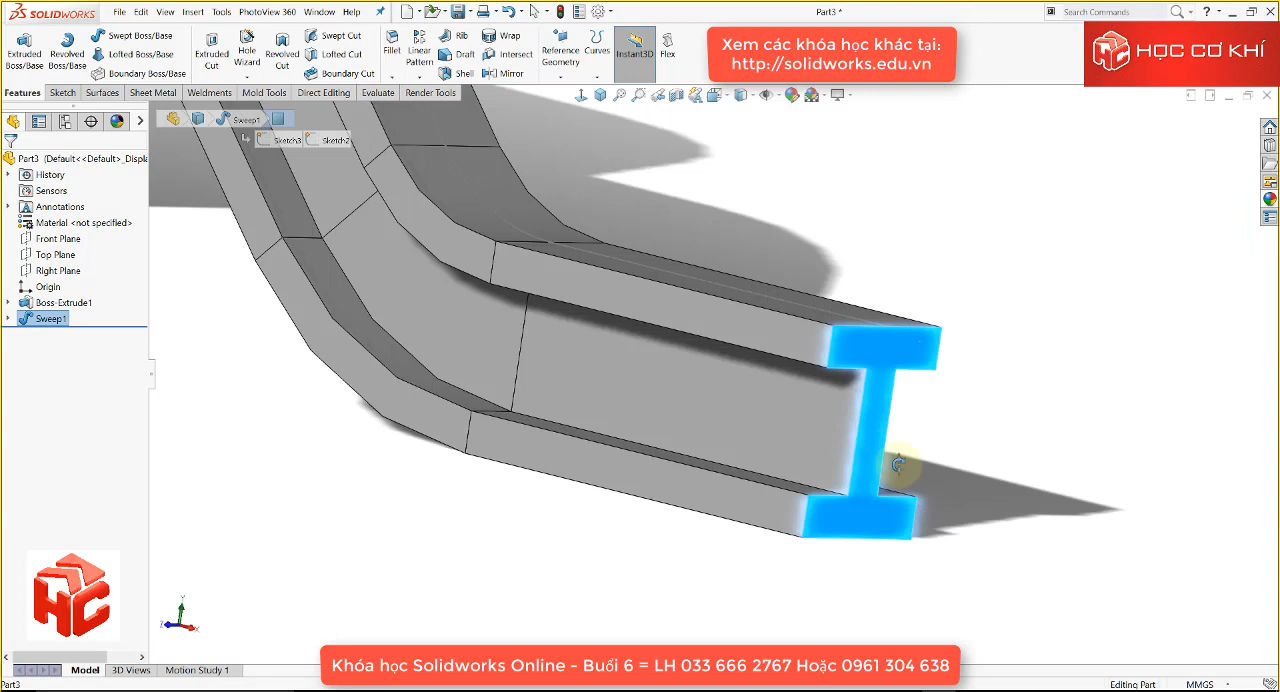 SOLIDWORKS
File Edit View Insert Tools PhotoView 360 Window Help
Part3 *
Search Commands
Extruded Boss/Base
Revolved Boss/Base
Swept Boss/Base
Lofted Boss/Base
Boundary Boss/Base
Extruded Cut
Hole Wizard
Revolved Cut
Swept Cut
Lofted Cut
Boundary Cut
Fillet
Linear Pattern
Rib
Draft
Shell
Wrap
Intersect
Mirror
Reference Geometry
Curves
Instant3D
Flex
Xem các khóa học khác tại:
http://solidworks.edu.vn
HC
HỌC CƠ KHÍ
Features Sketch Surfaces Sheet Metal Weldments Mold Tools Direct Editing Evaluate Render Tools
Sweep1
Sketch3 Sketch2
Part3 (Default<<Default>_Displa
History
Sensors
Annotations
Material <not specified>
Front Plane
Top Plane
Right Plane
Origin
Boss-Extrude1
Sweep1
HC
Y
Z
X
Khóa học Solidworks Online - Buổi 6 = LH 033 666 2767 Hoặc 0961 304 638
Model 3D Views Motion Study 1
Part3
Editing Part MMGS